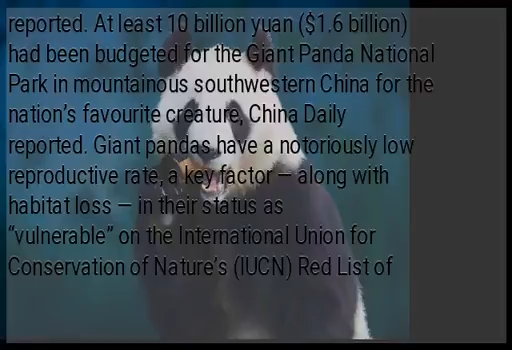 reported. At least 10 billion yuan ($1.6 billion)
had been budgeted for the Giant Panda National
Park in mountainous southwestern China for the
nation’s favourite creature, China Daily
reported. Giant pandas have a notoriously low
reproductive rate, a key factor — along with
habitat loss — in their status as
“vulnerable” on the International Union for
Conservation of Nature’s (IUCN) Red List of